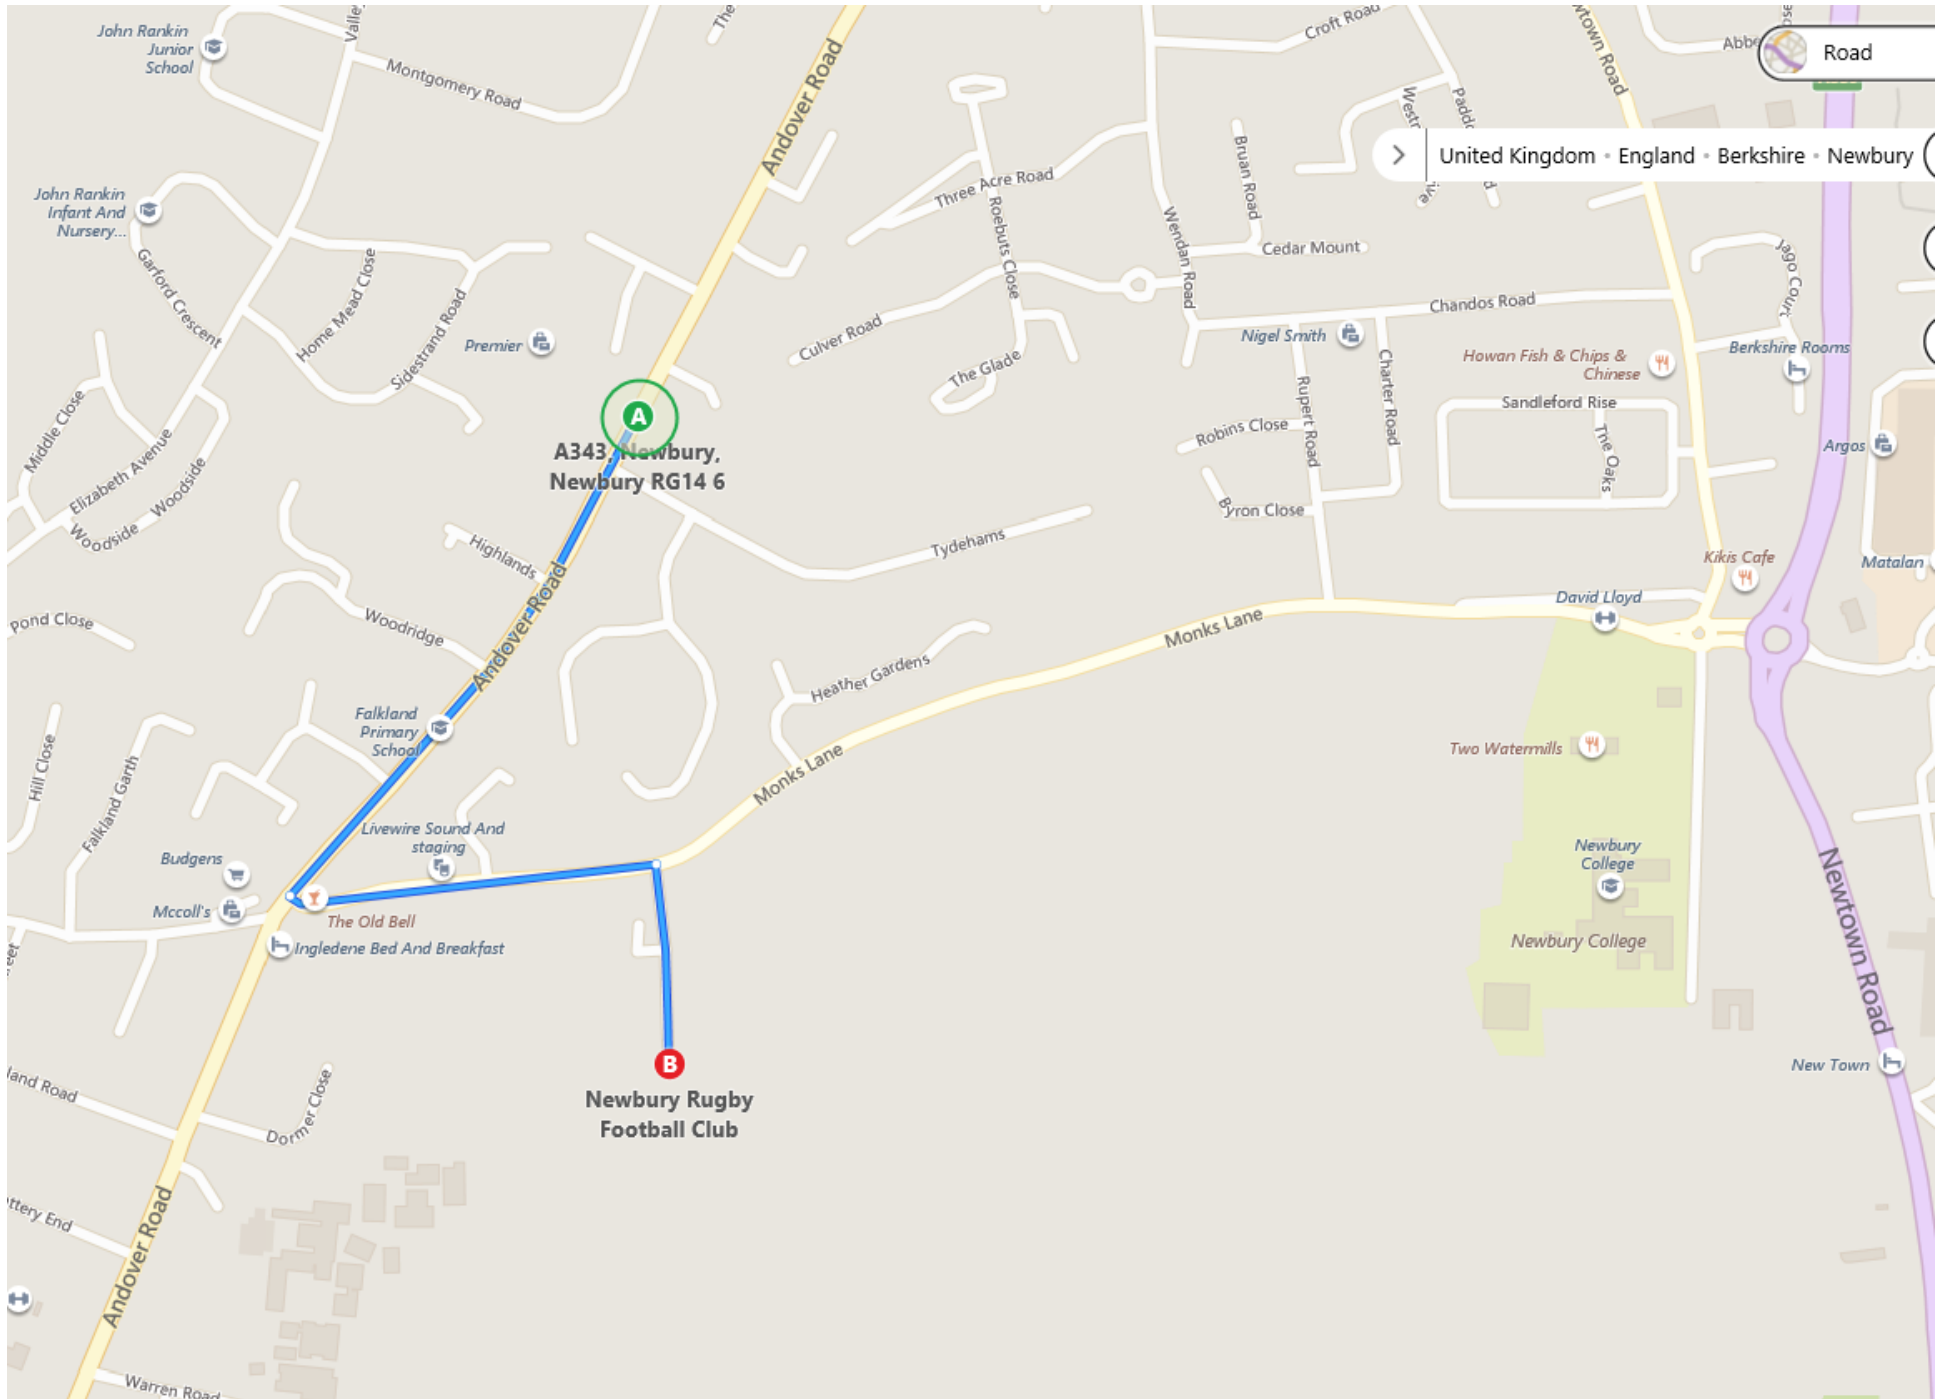 John Rankin
Junior
School
Montgomery Road
Andover Road
Croft Road
Road
United Kingdom • England • Berkshire • Newbury
Bruan Road
John Rankin
Infant And
Nursery...
Three Acre Road
Roebuts Close
Wendan Road
Cedar Mount
Jago Court
Garford Crescent
Home Mead Close
Sidestrand Road
Premier
Culver Road
The Glade
Chandos Road
Nigel Smith
Berkshire Rooms
Howan Fish & Chips &
Chinese
Charter Road
Rupert Road
Sandleford Rise
The Oaks
Robins Close
Argos
Middle Close
Elizabeth Avenue
Woodside
Woodside
A
A343, Newbury,
Newbury RG14 6
Byron Close
Highlands
Tydehams
Kikis Cafe
Matalan
David Lloyd
Pond Close
Woodridge
Andover Road
Monks Lane
Heather Gardens
Falkland
Primary
School
Hill Close
Falkland Garth
Monks Lane
Two Watermills
Livewire Sound And
staging
Budgens
Mccoll's
The Old Bell
Ingledene Bed And Breakfast
Newbury
College
Newbury College
Newtown Road
B
Newbury Rugby
Football Club
New Town
Dormer Close
Andover Road
Warren Road